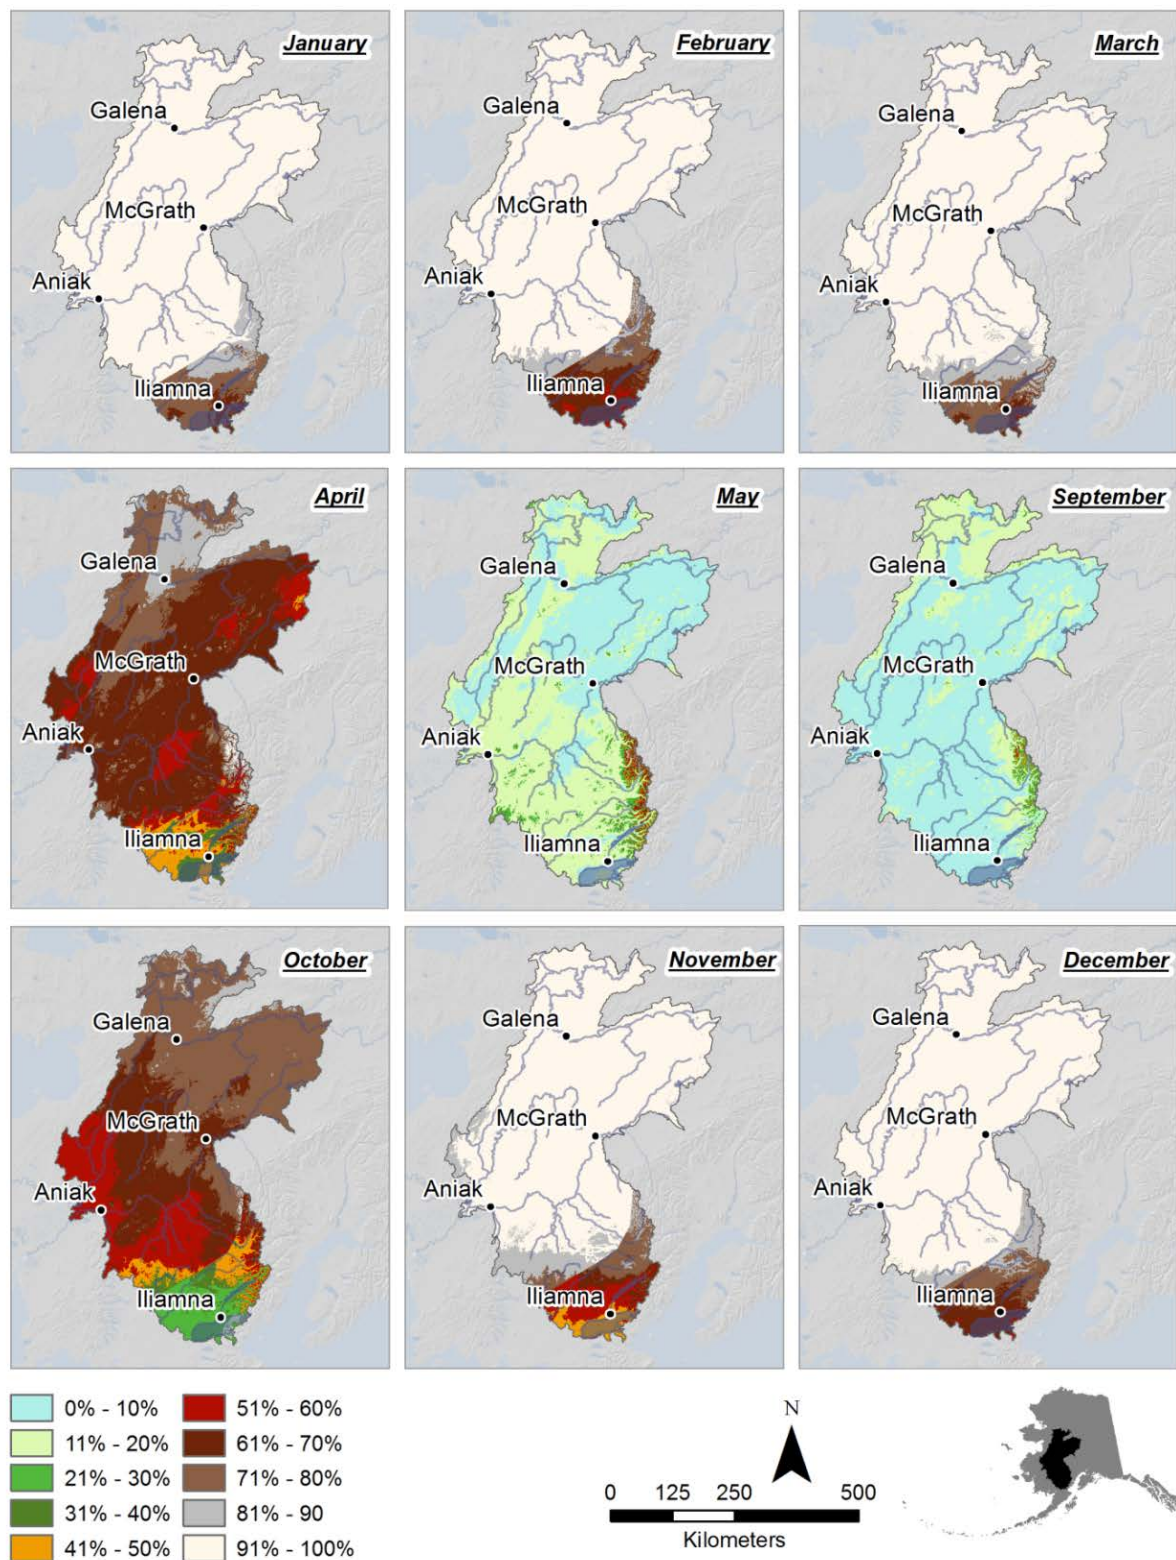 January
Galena
McGrath
Aniak
Iliamna
February
Galena
McGrath
Aniak
Iliamna
March
Galena
McGrath
Aniak
Iliamna
April
Galena
McGrath
Aniak
Iliamna
May
Galena
McGrath
Aniak
Iliamna
September
Galena
McGrath
Aniak
Iliamna
October
Galena
McGrath
Aniak
Iliamna
November
Galena
McGrath
Aniak
Iliamna
December
Galena
McGrath
Aniak
Iliamna
0% - 10%
11% - 20%
21% - 30%
31% - 40%
41% - 50%
51% - 60%
61% - 70%
71% - 80%
81% - 90
91% - 100%
N
0 125 250 500
Kilometers